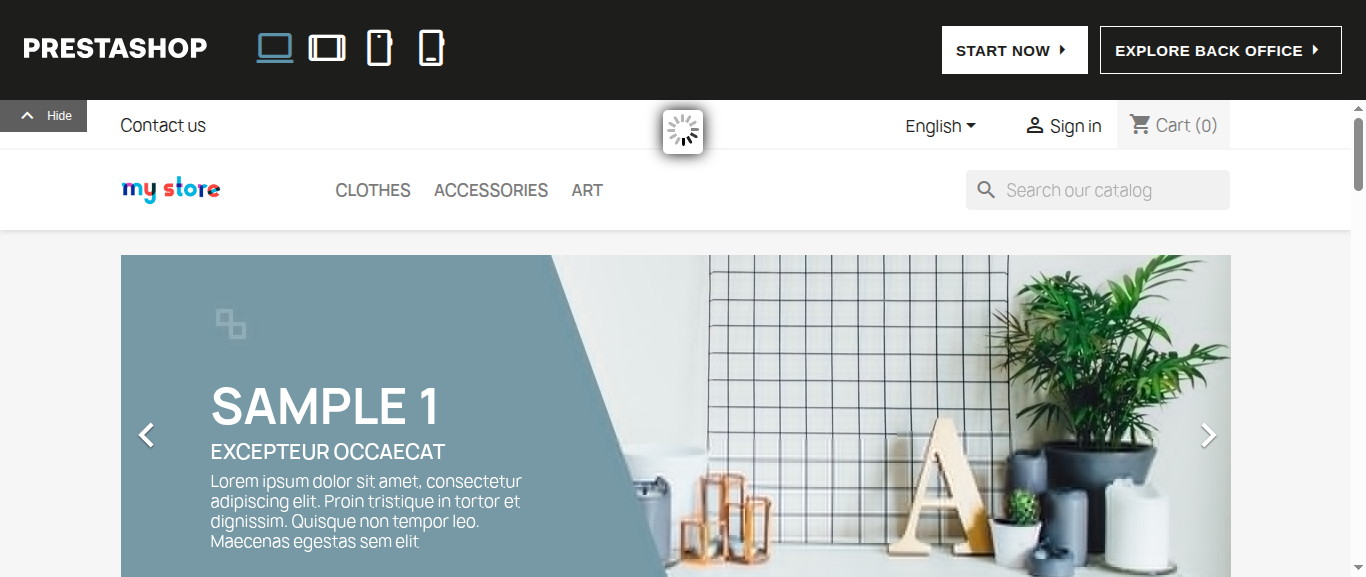 PRESTASHOP
START NOW
EXPLORE BACK OFFICE
Hide
Contact us
English
Sign in
Cart (0)
my store
CLOTHES
ACCESSORIES
ART
Search our catalog
SAMPLE 1
EXCEPTEUR OCCAECAT
Lorem ipsum dolor sit amet, consectetur
adipiscing elit. Proin tristique in tortor et
dignissim. Quisque non tempor leo.
Maecenas egestas sem elit
A